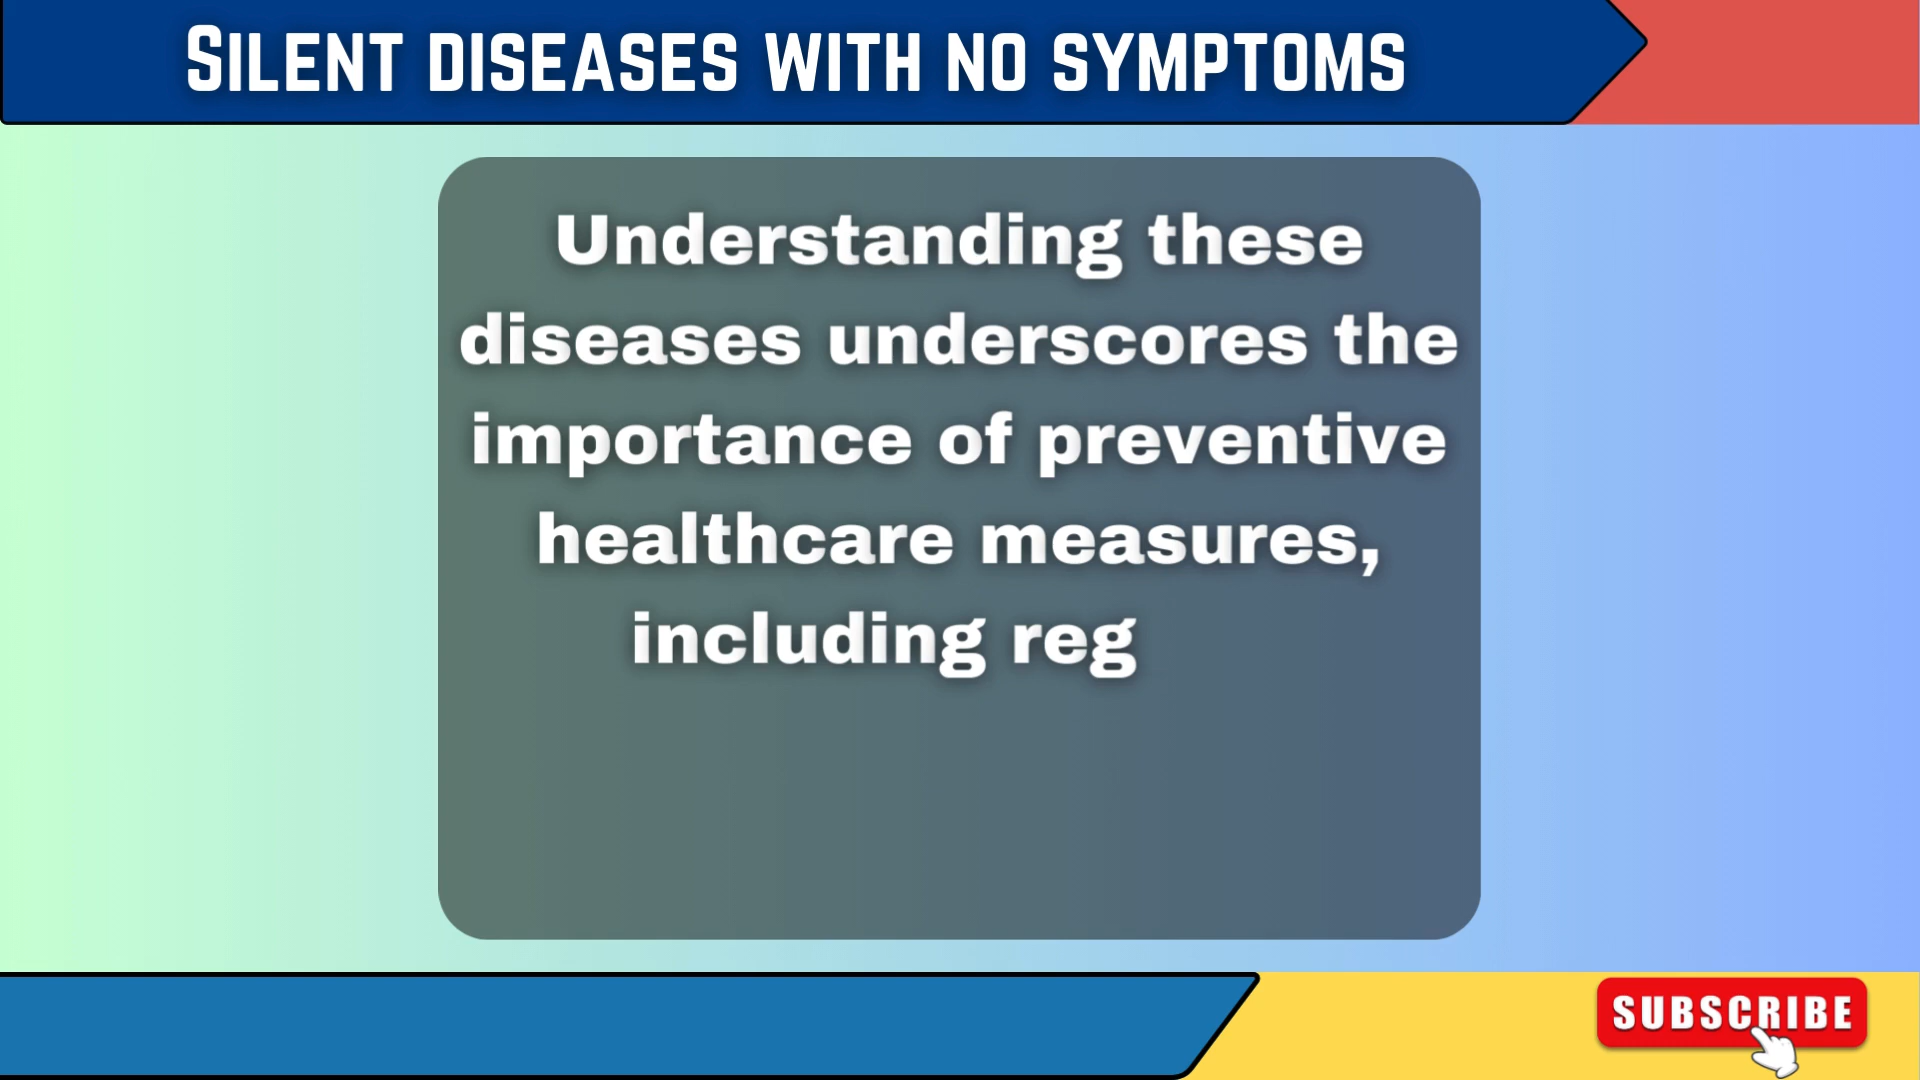 Silent diseases with no symptoms
Understanding these
diseases underscores the
importance of preventive
healthcare measures,
including reg
SUBSCRIBE